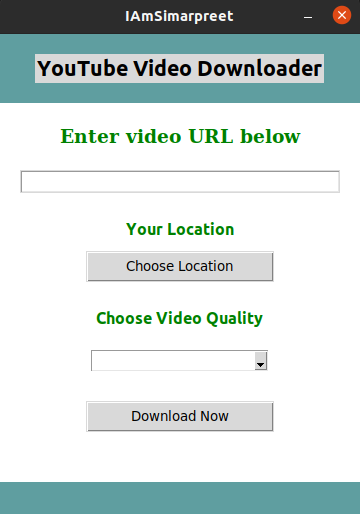 IAmSimarpreet
YouTube Video Downloader
Enter video URL below
Your Location
Choose Location
Choose Video Quality
Download Now